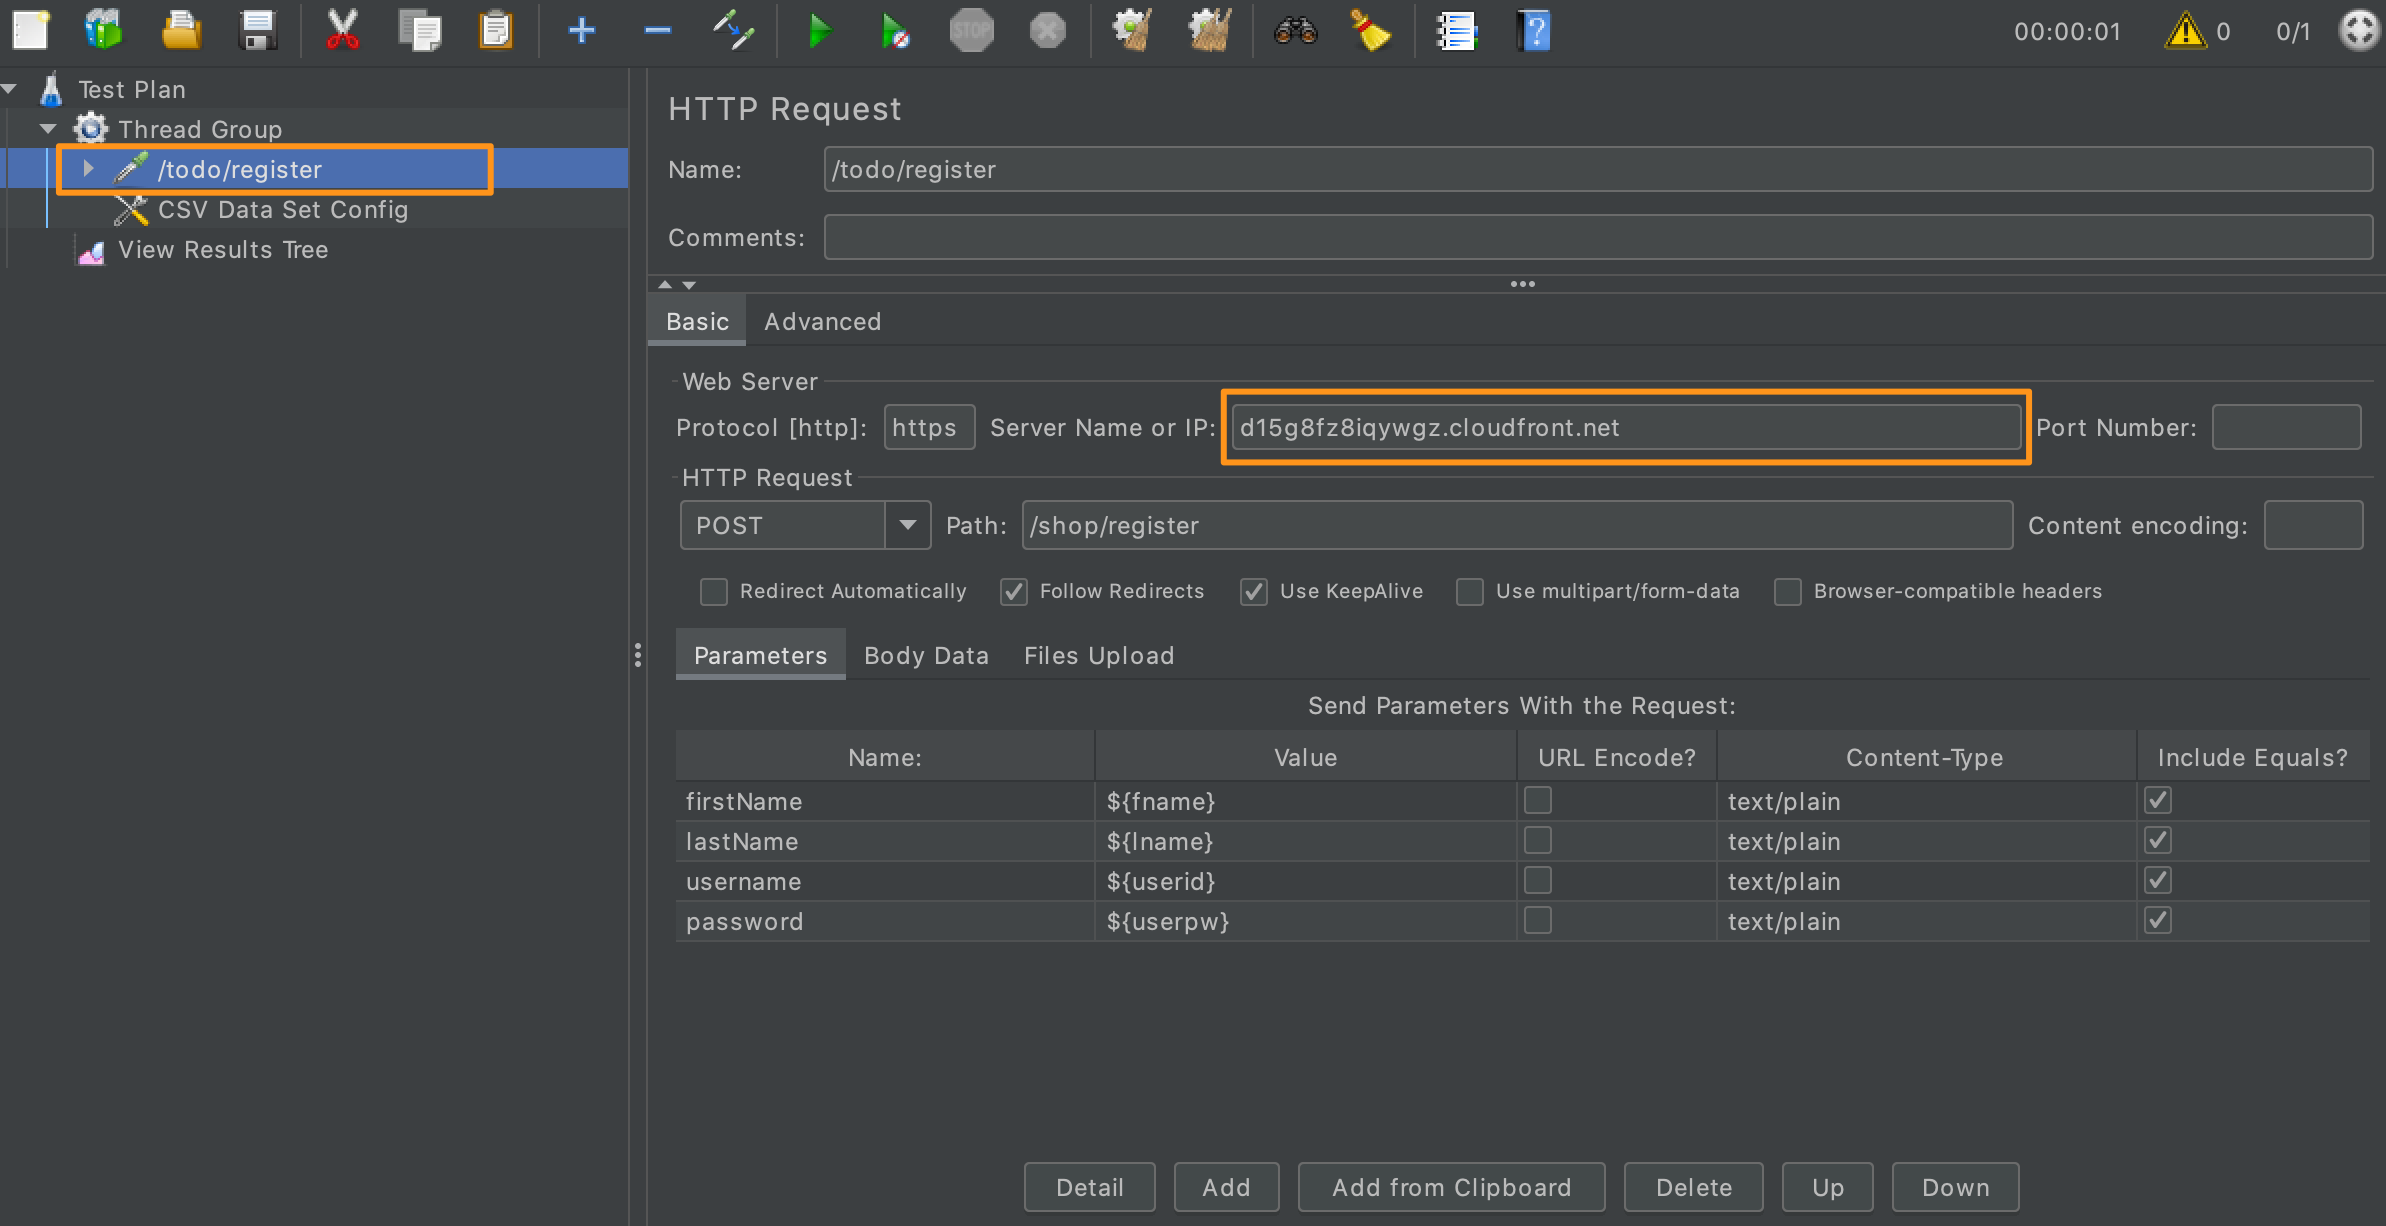 STOP
00:00:01 0 0/1
Test Plan
Thread Group
/todo/register
CSV Data Set Config
View Results Tree
HTTP Request
Name: /todo/register
Comments:
Basic Advanced
Web Server
Protocol [http]: https Server Name or IP: d15g8fz8iqywgz.cloudfront.net Port Number:
HTTP Request
POST Path: /shop/register Content encoding:
Redirect Automatically Follow Redirects Use KeepAlive Use multipart/form-data Browser-compatible headers
Parameters Body Data Files Upload
Send Parameters With the Request:
Name: Value URL Encode? Content-Type Include Equals?
firstName ${fname} text/plain
lastName ${lname} text/plain
username ${userid} text/plain
password ${userpw} text/plain
Detail Add Add from Clipboard Delete Up Down